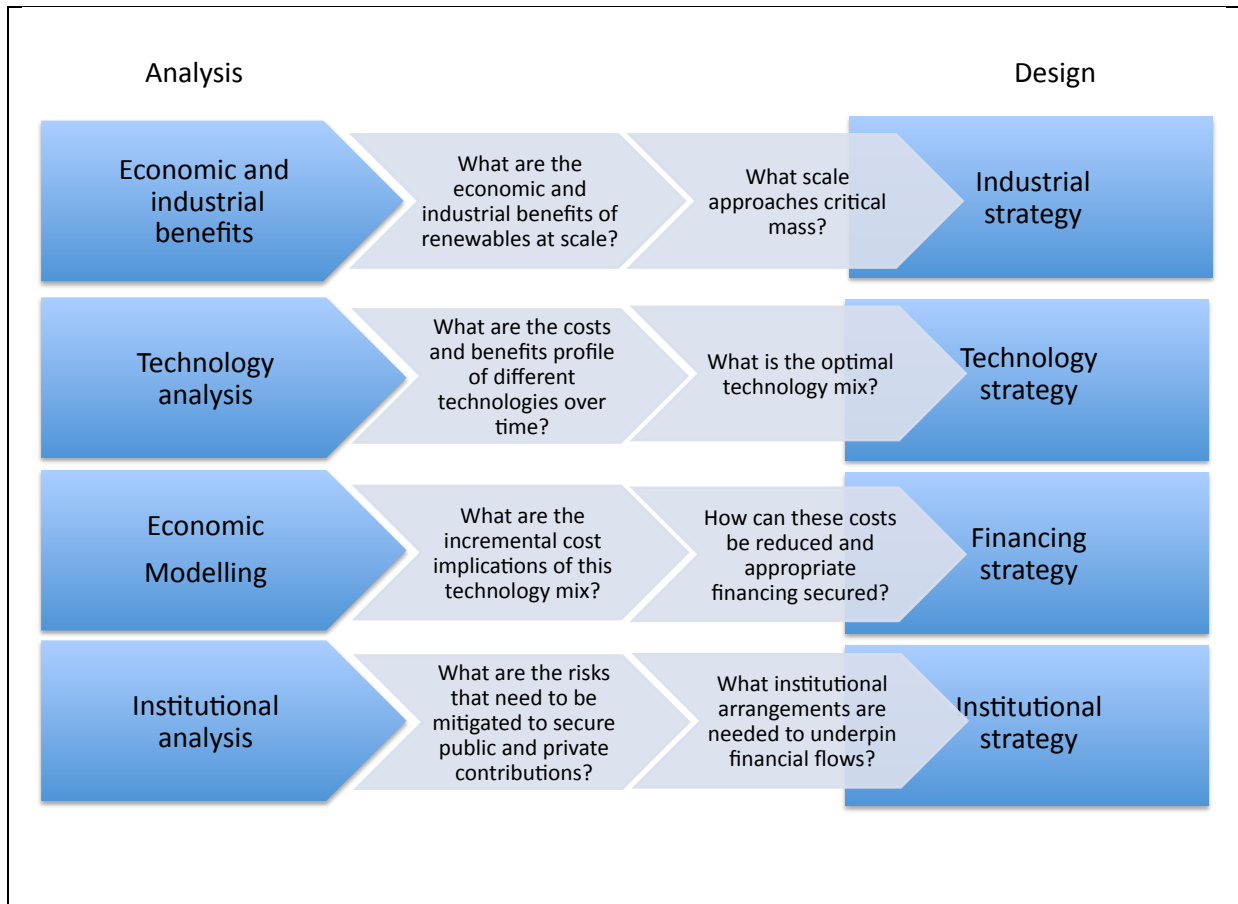 Analysis
Design
Economic and
industrial
benefits
What are the
economic and
industrial benefits of
renewables at scale?
What scale
approaches critical
mass?
Industrial
strategy
Technology
analysis
What are the costs
and benefits profile
of different
technologies over
time?
What is the optimal
technology mix?
Technology
strategy
Economic
Modelling
What are the
incremental cost
implications of this
technology mix?
How can these costs
be reduced and
appropriate
financing secured?
Financing
strategy
Institutional
analysis
What are the risks
that need to be
mitigated to secure
public and private
contributions?
What institutional
arrangements are
needed to underpin
financial flows?
Institutional
strategy